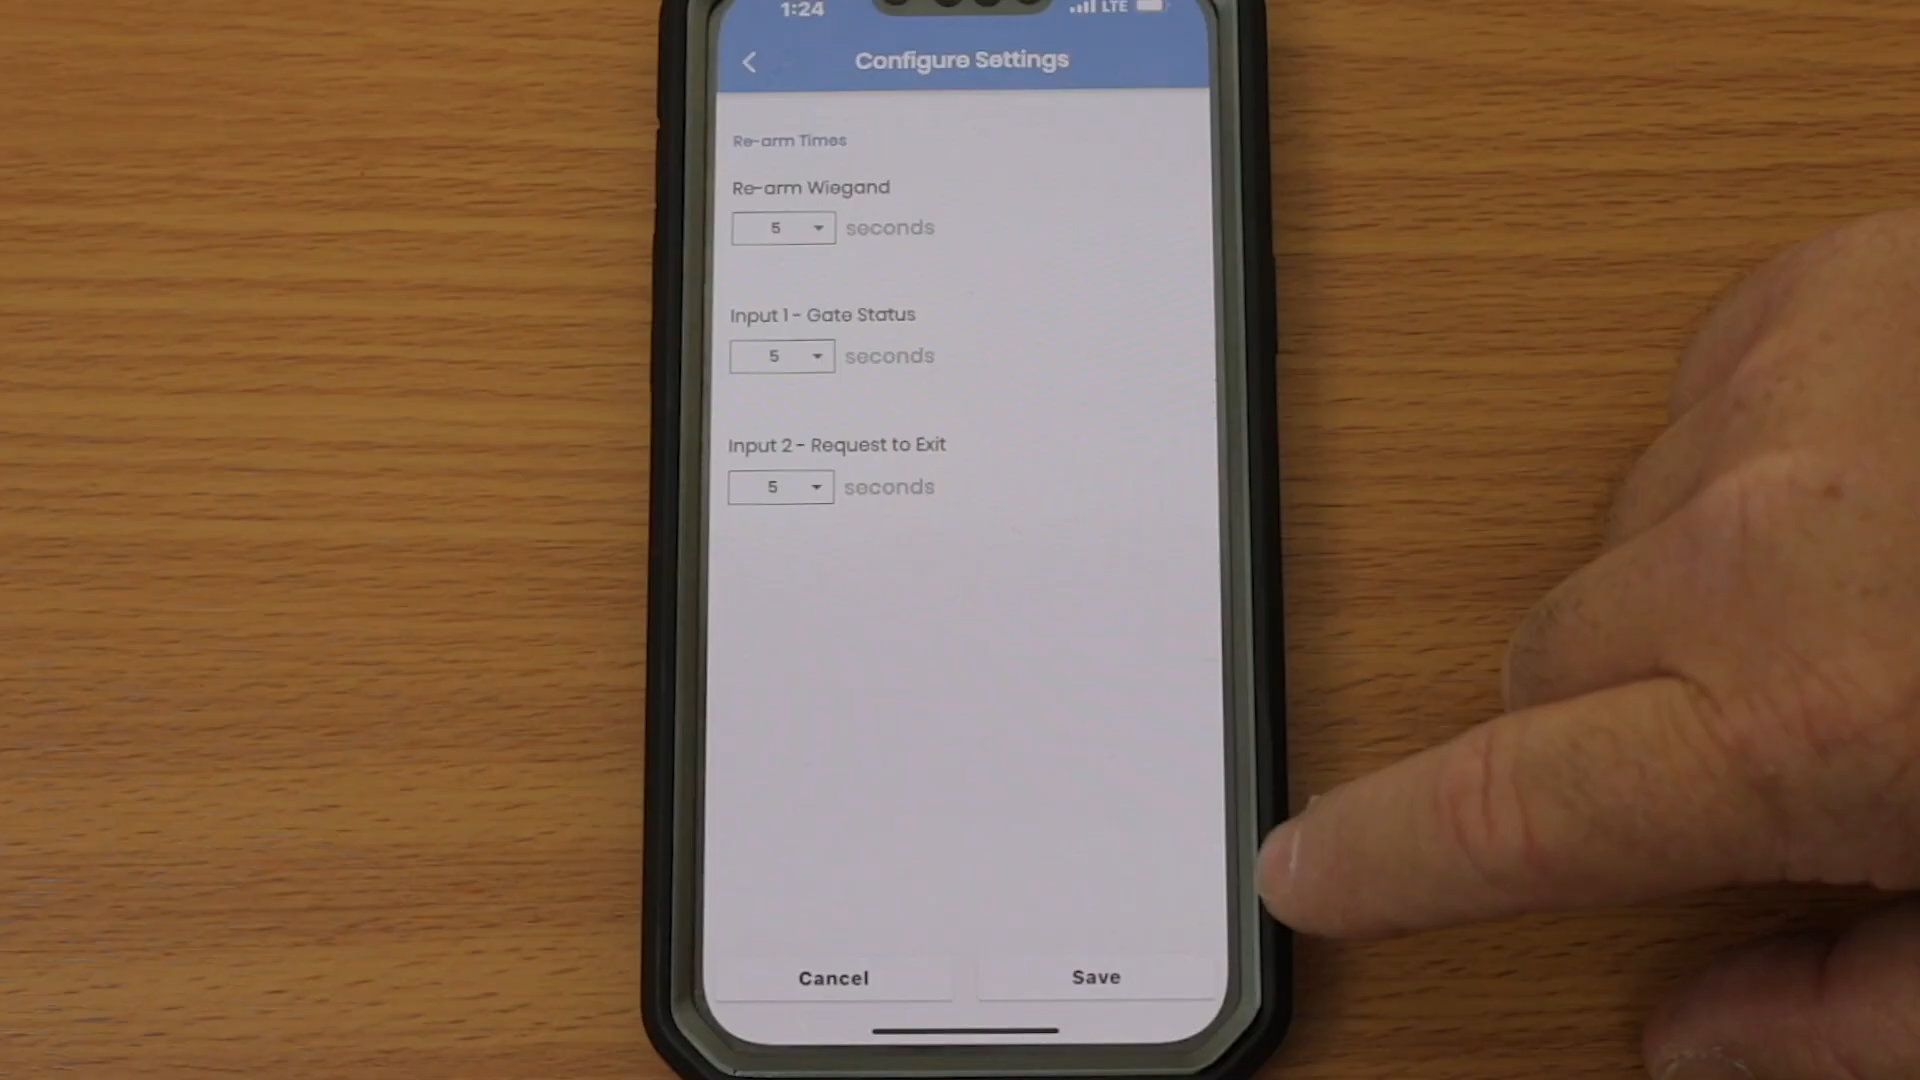 1:24
LTE
Configure Settings
Re-arm Times
Re-arm Wiegand
5 seconds
Input 1 - Gate Status
5 seconds
Input 2 - Request to Exit
5 seconds
Cancel Save